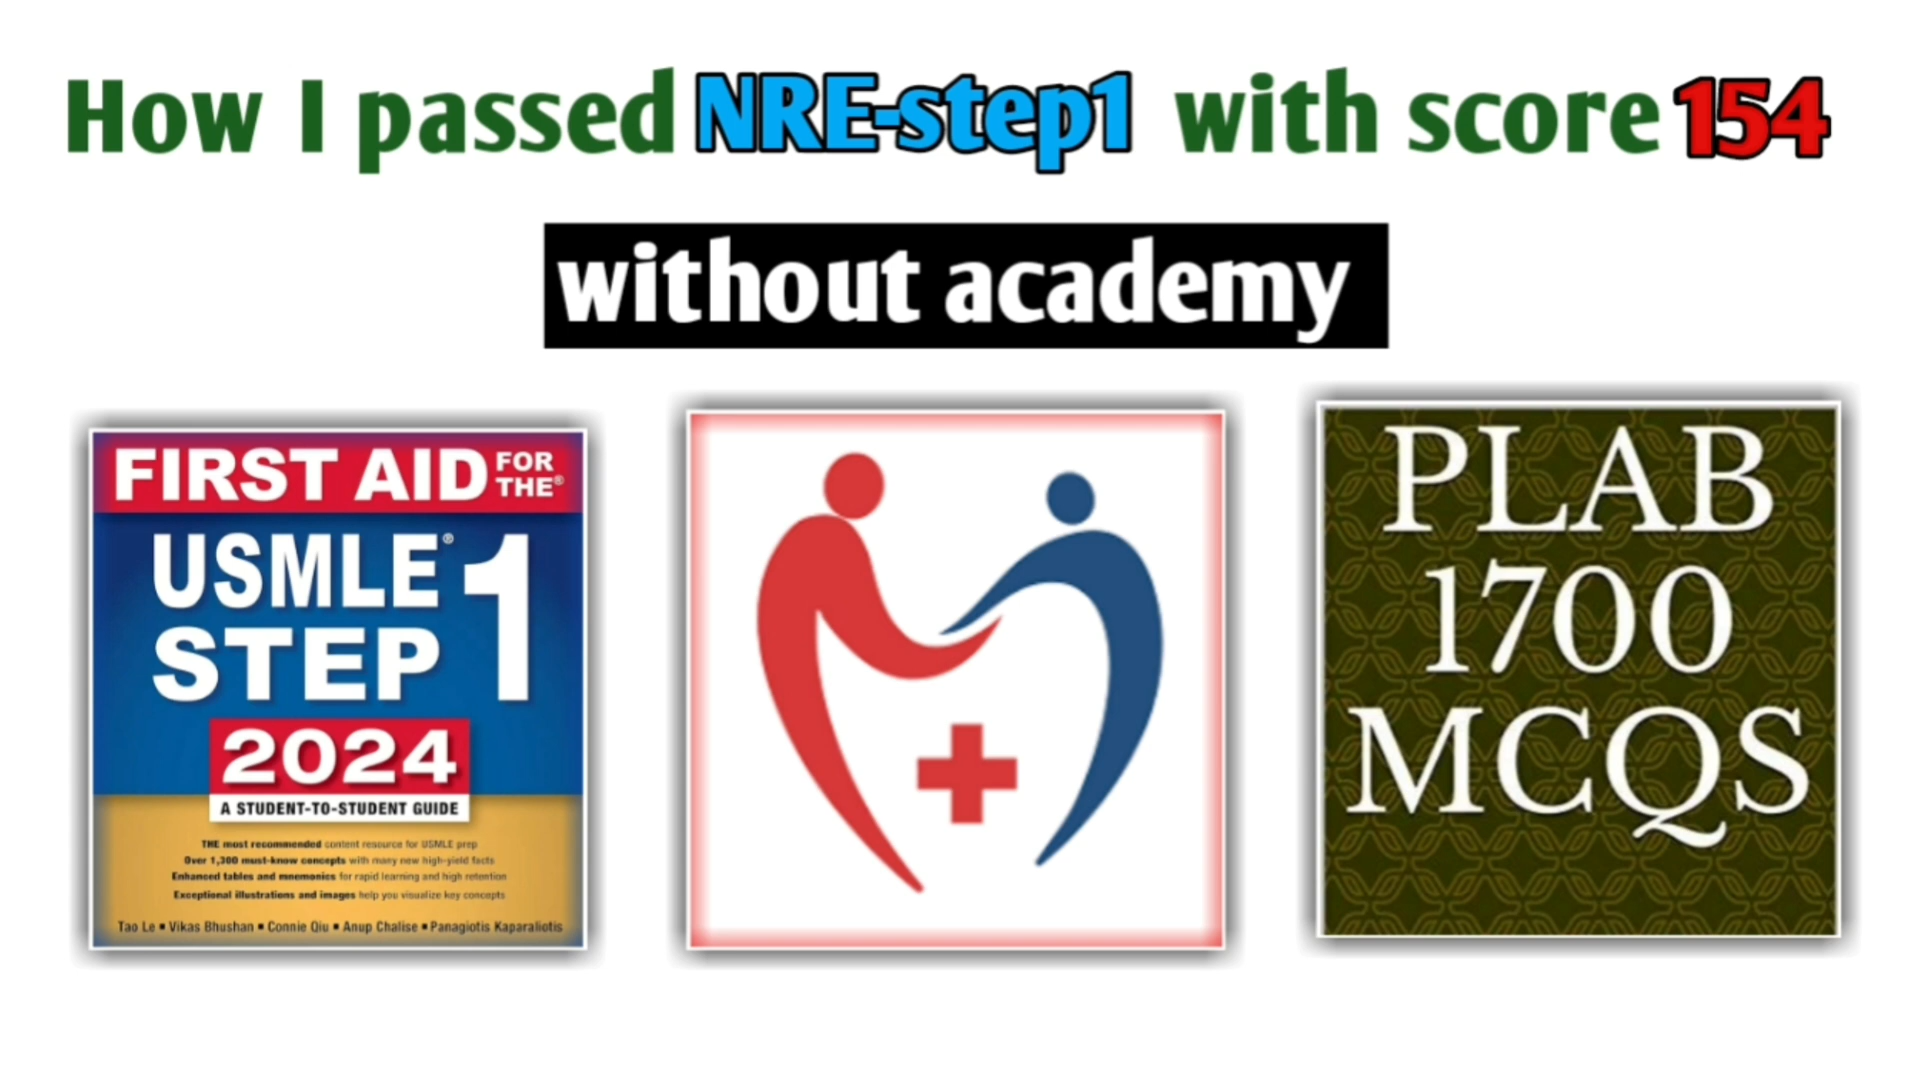 How I passed NRE-step1 with score 154
without academy
FIRST AID FOR THE®
USMLE® STEP 1
2024
A STUDENT-TO-STUDENT GUIDE
THE most recommended content resource for USMLE prep
Over 1,300 must-know concepts with many new high-yield facts
Enhanced tables and mnemonics for rapid learning and high retention
Exceptional illustrations and images help you visualize key concepts
Tao Le ▪ Vikas Bhushan ▪ Connie Qiu ▪ Anup Chalise ▪ Panagiotis Kaparaliotis
PLAB
1700
MCQS